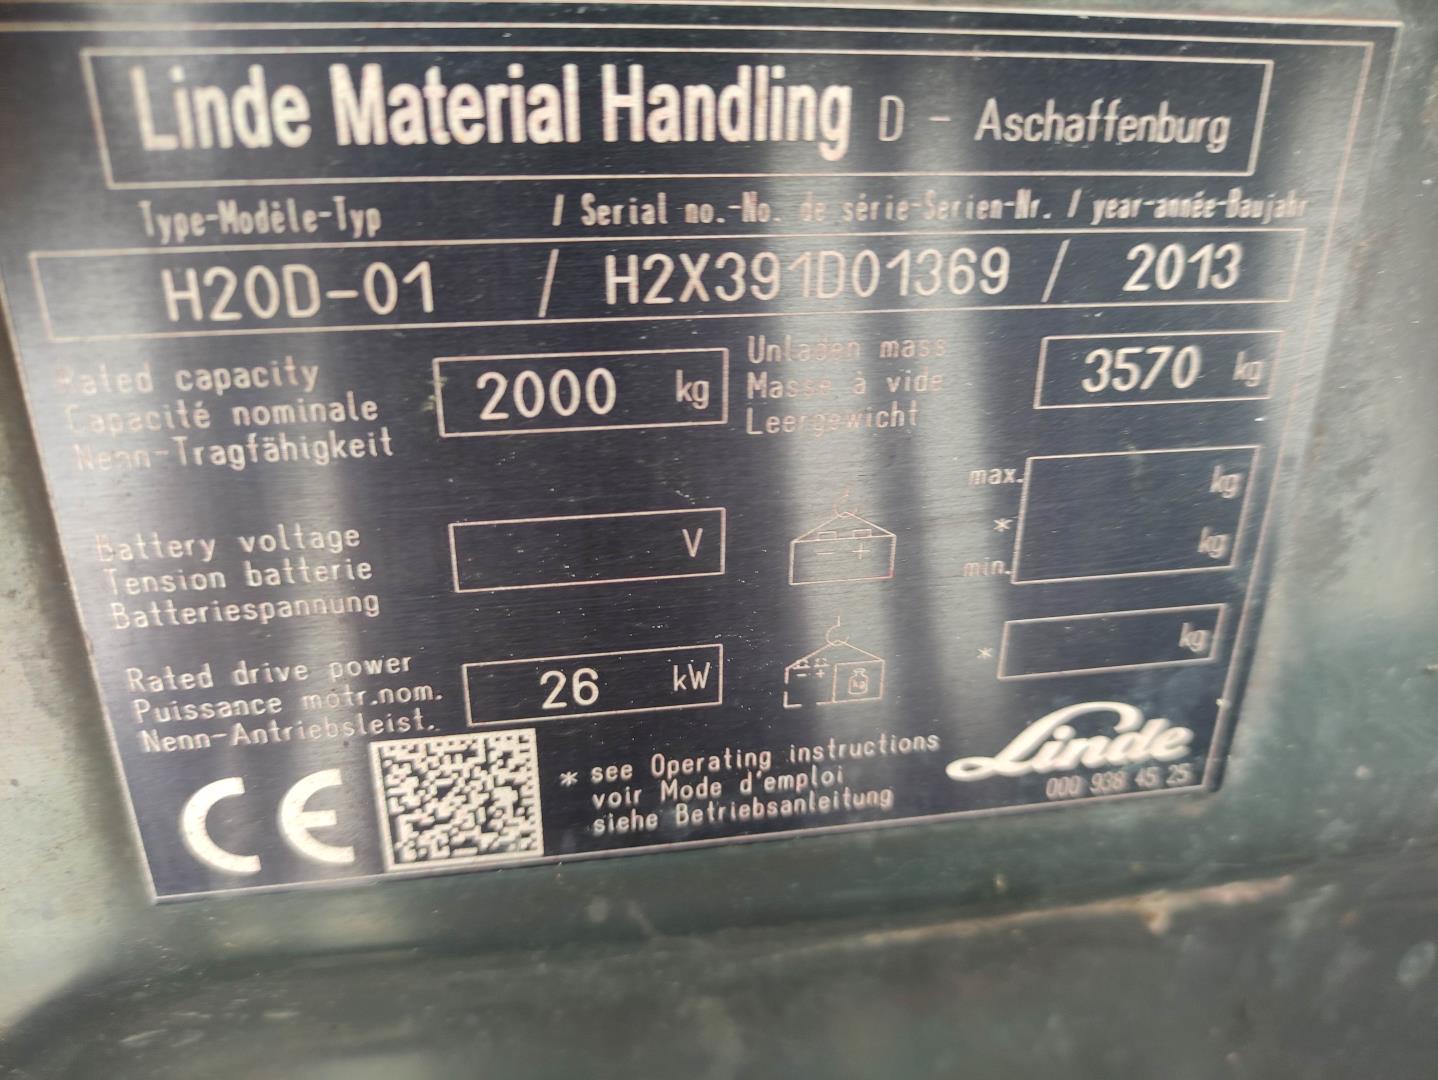 Linde Material Handling D - Aschaffenburg
Type-Modèle-Typ / Serial no.-No. de série-Serien-Nr. / year-année-Baujahr
H20D-01 / H2X391D01369 / 2013
Rated capacity
Capacité nominale
Nenn-Tragfähigkeit
2000 kg
Unladen mass
Masse à vide
Leergewicht
3570 kg
Battery voltage
Tension batterie
Batteriespannung
V
- +
max. kg
*
kg
min.
Rated drive power
Puissance motr.nom.
Nenn-Antriebsleist.
26 kW
- +
kg
* kg
CE
* see Operating instructions
voir Mode d'emploi
siehe Betriebsanleitung
Linde
000 938 45 25